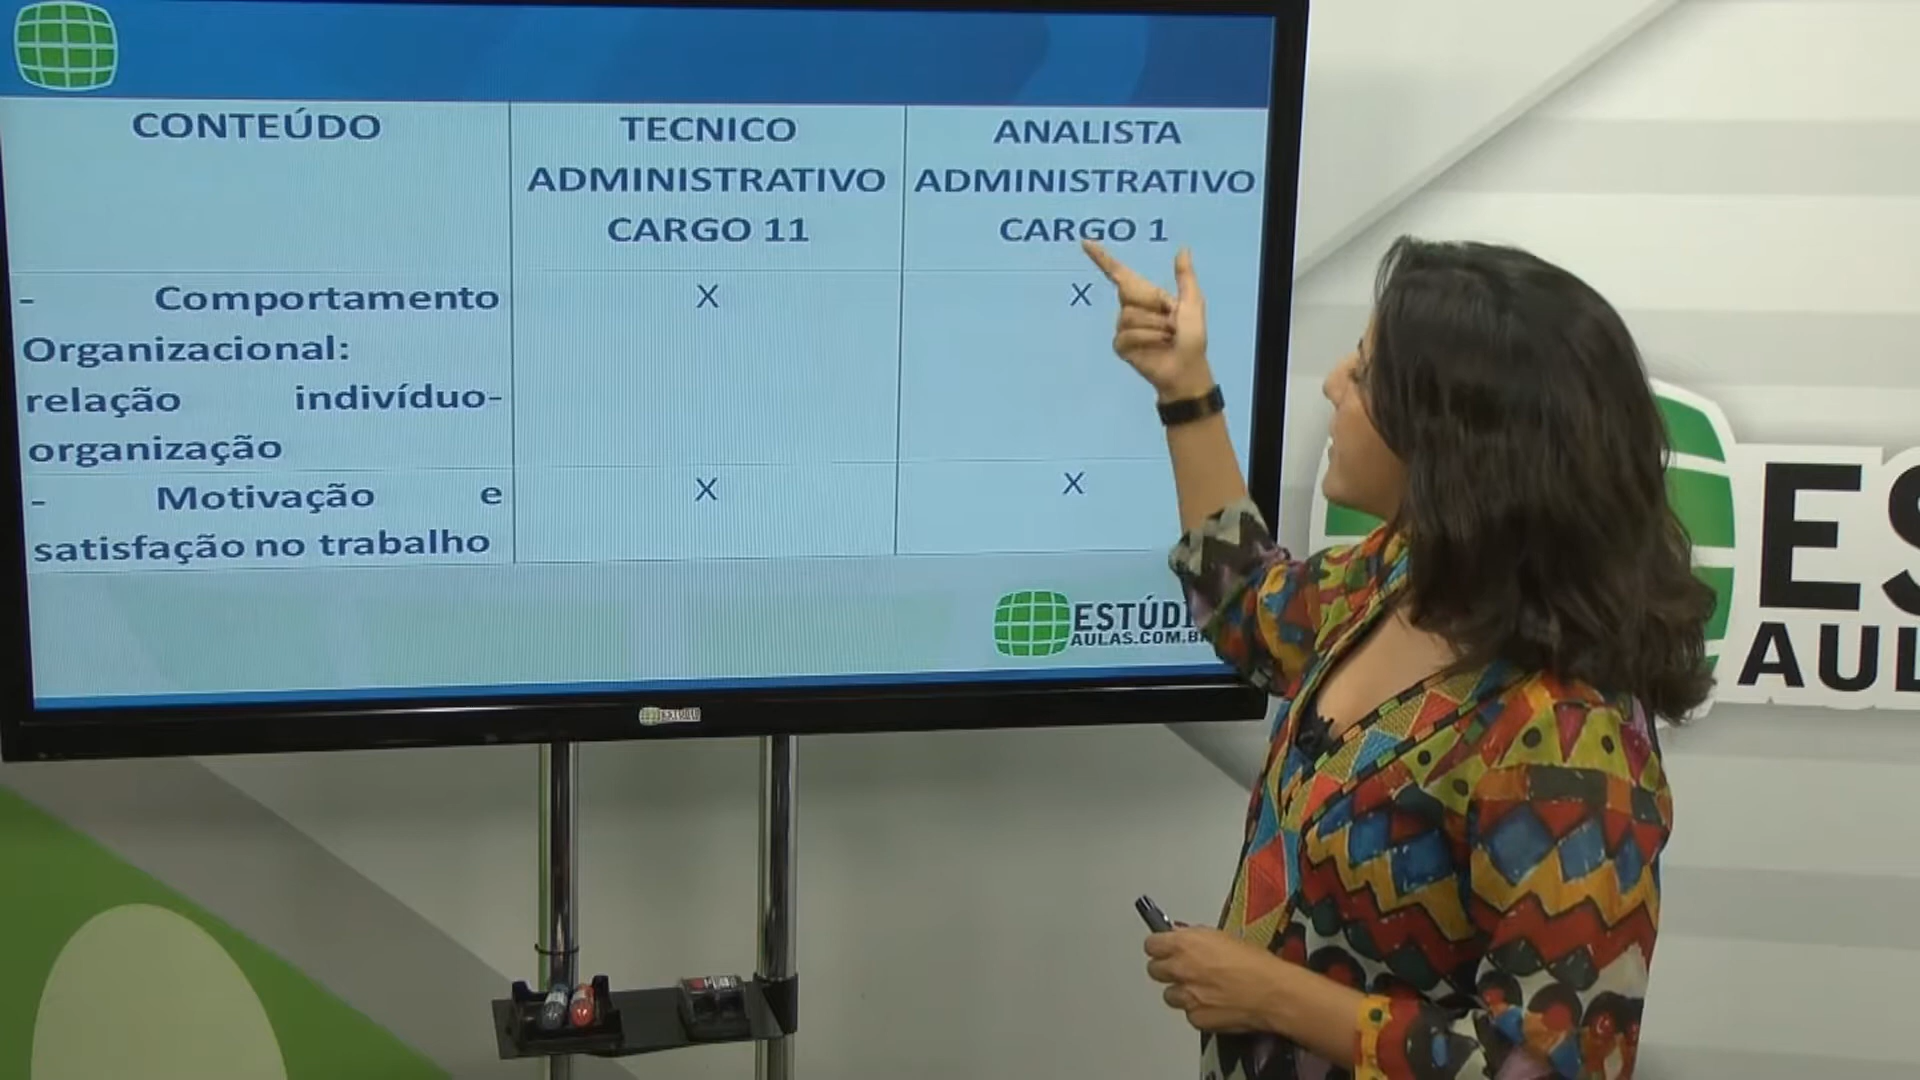 CONTEÚDO
TECNICO
ADMINISTRATIVO
CARGO 11
ANALISTA
ADMINISTRATIVO
CARGO 1
- Comportamento
Organizacional:
relação indivíduo-
organização
X
X
- Motivação e
satisfação no trabalho
X
X
ESTÚDI
AULAS.COM.BR
ES
AUL